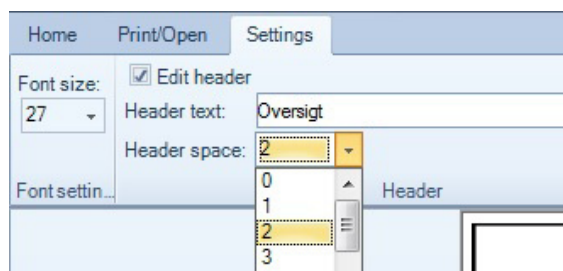 Home Print/Open Settings
Font size:
27
Font settin...
Edit header
Header text: Oversigt
Header space: 2
0
1
2
3
Header